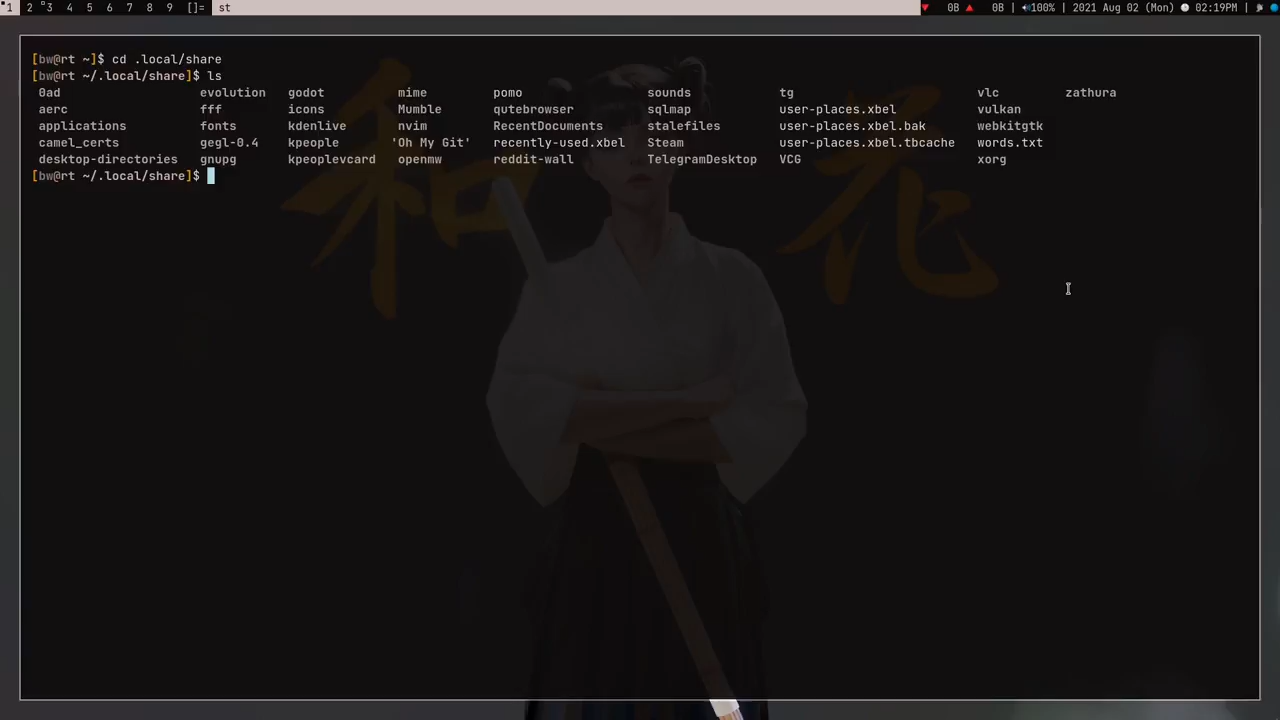 1 2 3 4 5 6 7 8 9 []= st 0B 0B | 100% | 2021 Aug 02 (Mon) 02:19PM |
[bw@rt ~]$ cd .local/share
[bw@rt ~/.local/share]$ ls
0ad evolution godot mime pomo sounds tg vlc zathura
aerc fff icons Mumble qutebrowser sqlmap user-places.xbel vulkan
applications fonts kdenlive nvim RecentDocuments stalefiles user-places.xbel.bak webkitgtk
camel_certs gegl-0.4 kpeople 'Oh My Git' recently-used.xbel Steam user-places.xbel.tbcache words.txt
desktop-directories gnupg kpeoplevcard openmw reddit-wall TelegramDesktop VCG xorg
[bw@rt ~/.local/share]$
和 花